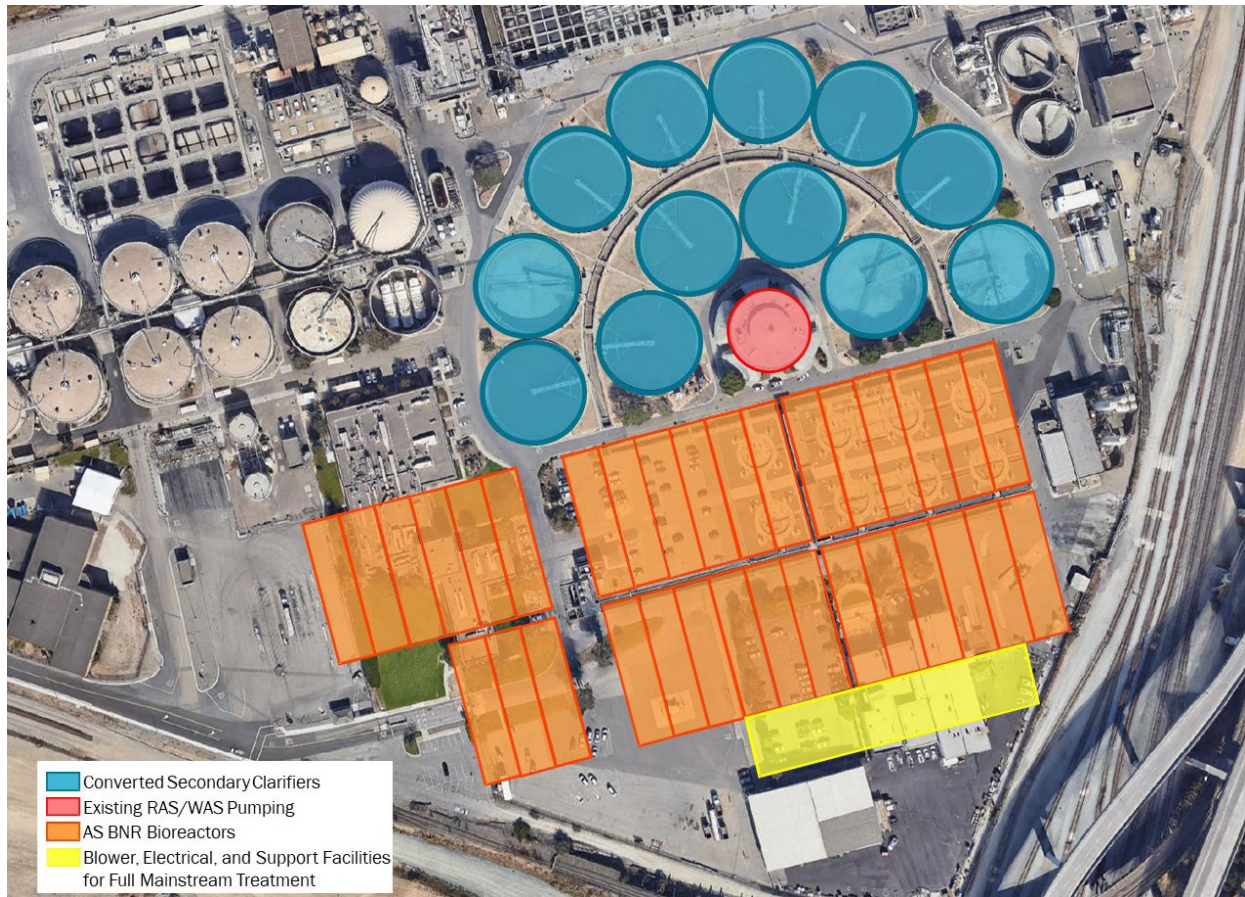 Converted Secondary Clarifiers
Existing RAS/WAS Pumping
AS BNR Bioreactors
Blower, Electrical, and Support Facilities
for Full Mainstream Treatment